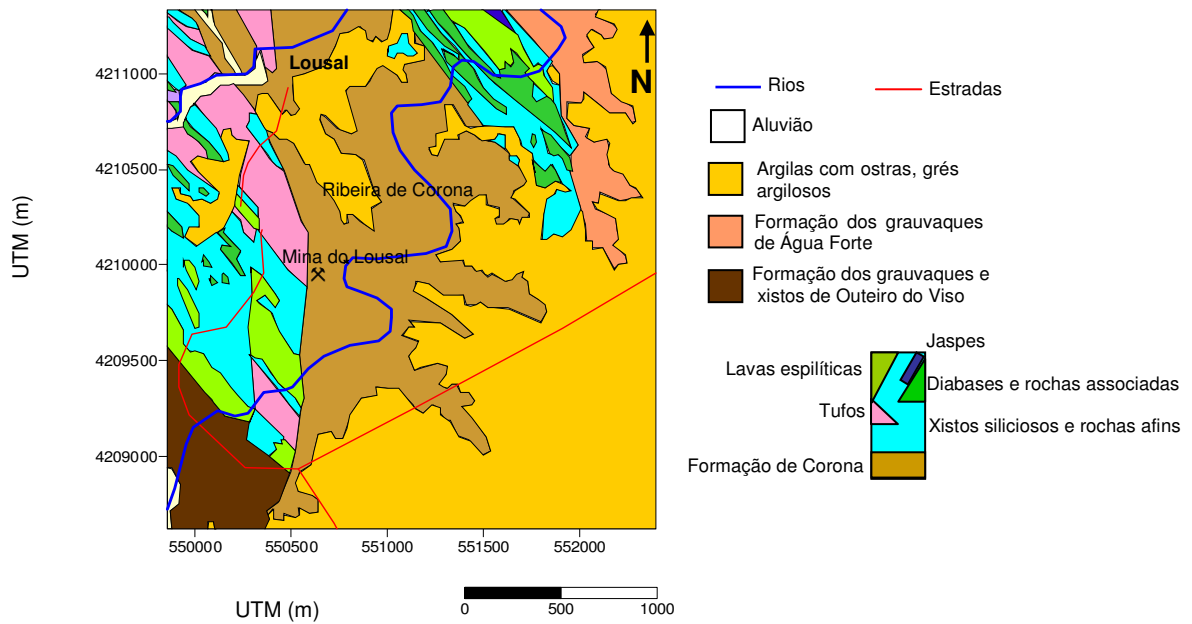 UTM (m)
4211000
4210500
4210000
4209500
4209000
Lousal
N
Ribeira de Corona
Mina do Lousal
550000
550500
551000
551500
552000
UTM (m)
0
500
1000
Rios
Estradas
Aluvião
Argilas com ostras, grés
argilosos
Formação dos grauvaques
de Água Forte
Formação dos grauvaques e
xistos de Outeiro do Viso
Jaspes
Lavas espilíticas
Diabases e rochas associadas
Tufos
Xistos siliciosos e rochas afins
Formação de Corona